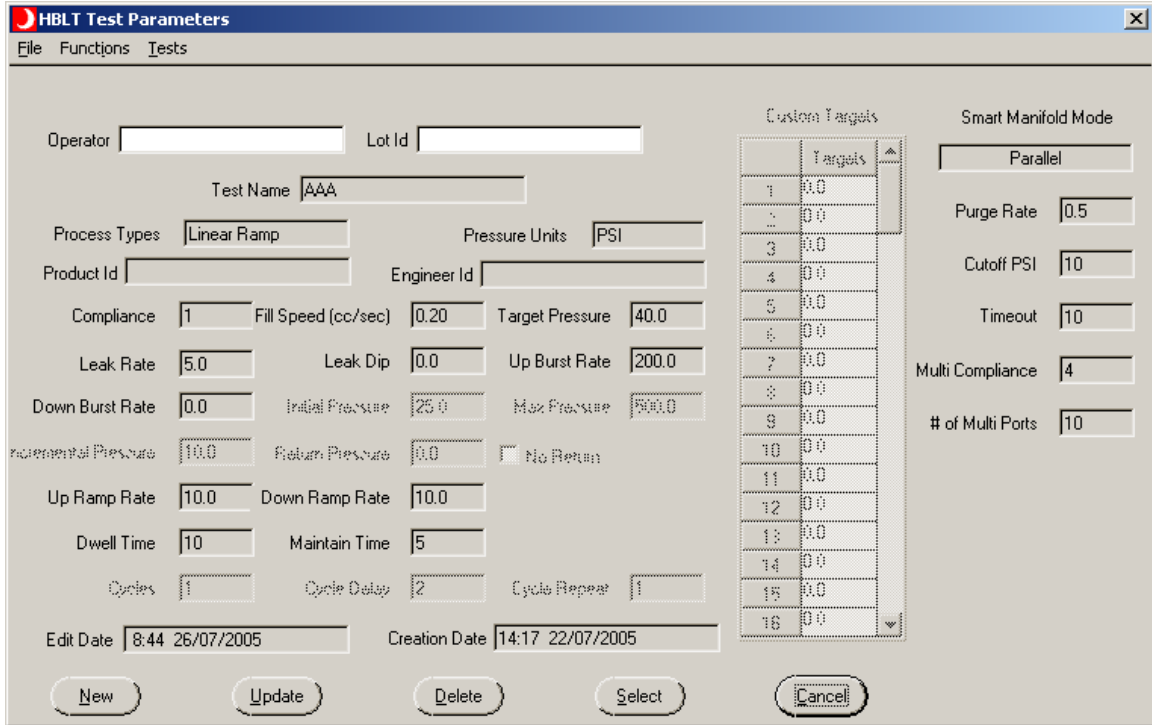 HBLT Test Parameters
File Functions Tests
Operator Lot Id
Test Name AAA
Process Types Linear Ramp Pressure Units PSI
Product Id Engineer Id
Compliance 1 Fill Speed (cc/sec) 0.20 Target Pressure 40.0
Leak Rate 5.0 Leak Dip 0.0 Up Burst Rate 200.0
Down Burst Rate 0.0 Initial Pressure 25.0 Max Pressure 500.0
ncremental Pressure 10.0 Return Pressure 0.0 No Return
Up Ramp Rate 10.0 Down Ramp Rate 10.0
Dwell Time 10 Maintain Time 5
Cycles 1 Cycle Delay 2 Cycle Repeat 1
Edit Date 8:44 26/07/2005 Creation Date 14:17 22/07/2005
Custom Targets
Targets
1 0.0
2 0.0
3 0.0
4 0.0
5 0.0
6 0.0
7 0.0
8 0.0
9 0.0
10 0.0
11 0.0
12 0.0
13 0.0
14 0.0
15 0.0
16 0.0
Smart Manifold Mode
Parallel
Purge Rate 0.5
Cutoff PSI 10
Timeout 10
Multi Compliance 4
# of Multi Ports 10
New Update Delete Select Cancel